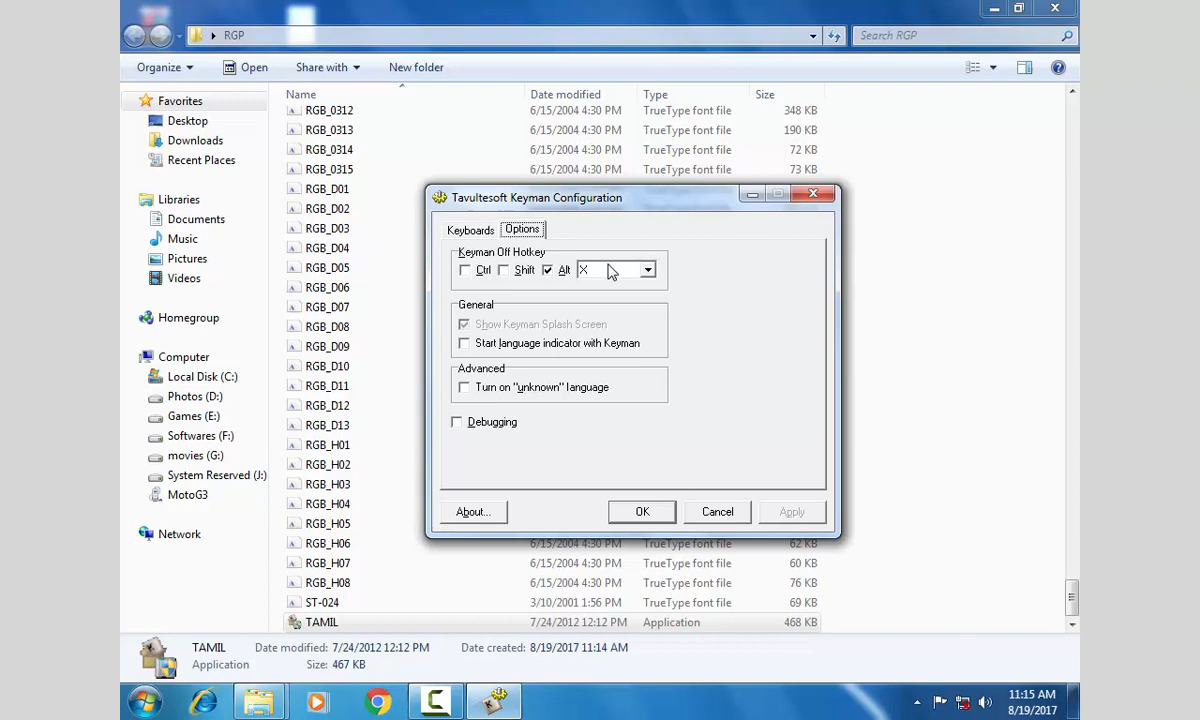 RGP
Search RGP
Organize
Open
Share with
New folder
Name Date modified Type Size
Favorites
Desktop
Downloads
Recent Places
Libraries
Documents
Music
Pictures
Videos
Homegroup
Computer
Local Disk (C:)
Photos (D:)
Games (E:)
Softwares (F:)
movies (G:)
System Reserved (J:)
MotoG3
Network
RGB_0312 6/15/2004 4:30 PM TrueType font file 348 KB
RGB_0313 6/15/2004 4:30 PM TrueType font file 190 KB
RGB_0314 6/15/2004 4:30 PM TrueType font file 72 KB
RGB_0315 6/15/2004 4:30 PM TrueType font file 73 KB
RGB_D01
RGB_D02
RGB_D03
RGB_D04
RGB_D05
RGB_D06
RGB_D07
RGB_D08
RGB_D09
RGB_D10
RGB_D11
RGB_D12
RGB_D13
RGB_H01
RGB_H02
RGB_H03
RGB_H04
RGB_H05
RGB_H06 6/15/2004 4:30 PM TrueType font file 62 KB
RGB_H07 6/15/2004 4:30 PM TrueType font file 60 KB
RGB_H08 6/15/2004 4:30 PM TrueType font file 76 KB
ST-024 3/10/2001 1:56 PM TrueType font file 69 KB
TAMIL 7/24/2012 12:12 PM Application 468 KB
Tavultesoft Keyman Configuration
Keyboards Options
Keyman Off Hotkey
Ctrl Shift Alt X
General
Show Keyman Splash Screen
Start language indicator with Keyman
Advanced
Turn on "unknown" language
Debugging
About... OK Cancel Apply
TAMIL Date modified: 7/24/2012 12:12 PM Date created: 8/19/2017 11:14 AM
Application Size: 467 KB
11:15 AM
8/19/2017